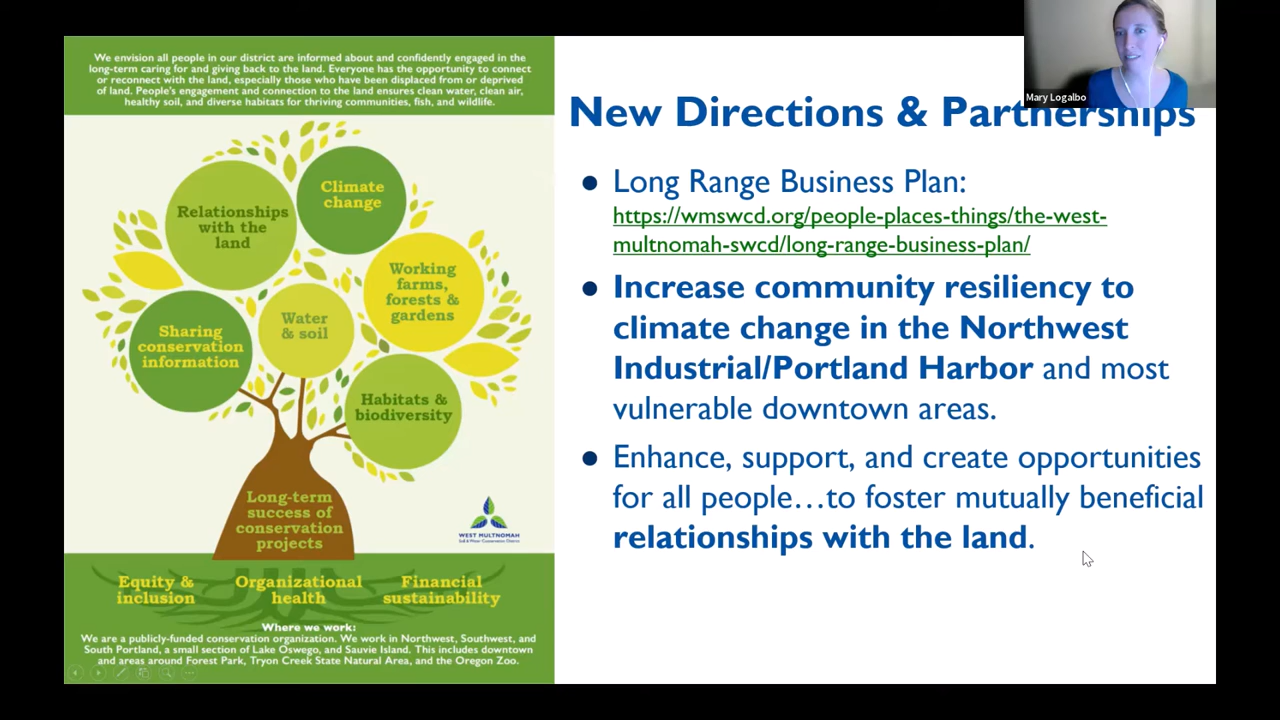 We envision all people in our district are informed about and confidently engaged in the
long-term caring for and giving back to the land. Everyone has the opportunity to connect
or reconnect with the land, especially those who have been displaced from or deprived
of land. People's engagement and connection to the land ensures clean water, clean air,
healthy soil, and diverse habitats for thriving communities, fish, and wildlife.
Climate
change
Relationships
with the
land
Working
farms,
forests &
gardens
Water
& soil
Sharing
conservation
information
Habitats &
biodiversity
Long-term
success of
conservation
projects
WEST MULTNOMAH
Soil & Water Conservation District
Equity &
inclusion
Organizational
health
Financial
sustainability
Where we work:
We are a publicly-funded conservation organization. We work in Northwest, Southwest, and
South Portland, a small section of Lake Oswego, and Sauvie Island. This includes downtown
and areas around Forest Park, Tryon Creek State Natural Area, and the Oregon Zoo.
Mary Logalbo
New Directions & Partnerships
● Long Range Business Plan:
https://wmswcd.org/people-places-things/the-west-
multnomah-swcd/long-range-business-plan/
● Increase community resiliency to
climate change in the Northwest
Industrial/Portland Harbor and most
vulnerable downtown areas.
● Enhance, support, and create opportunities
for all people…to foster mutually beneficial
relationships with the land.